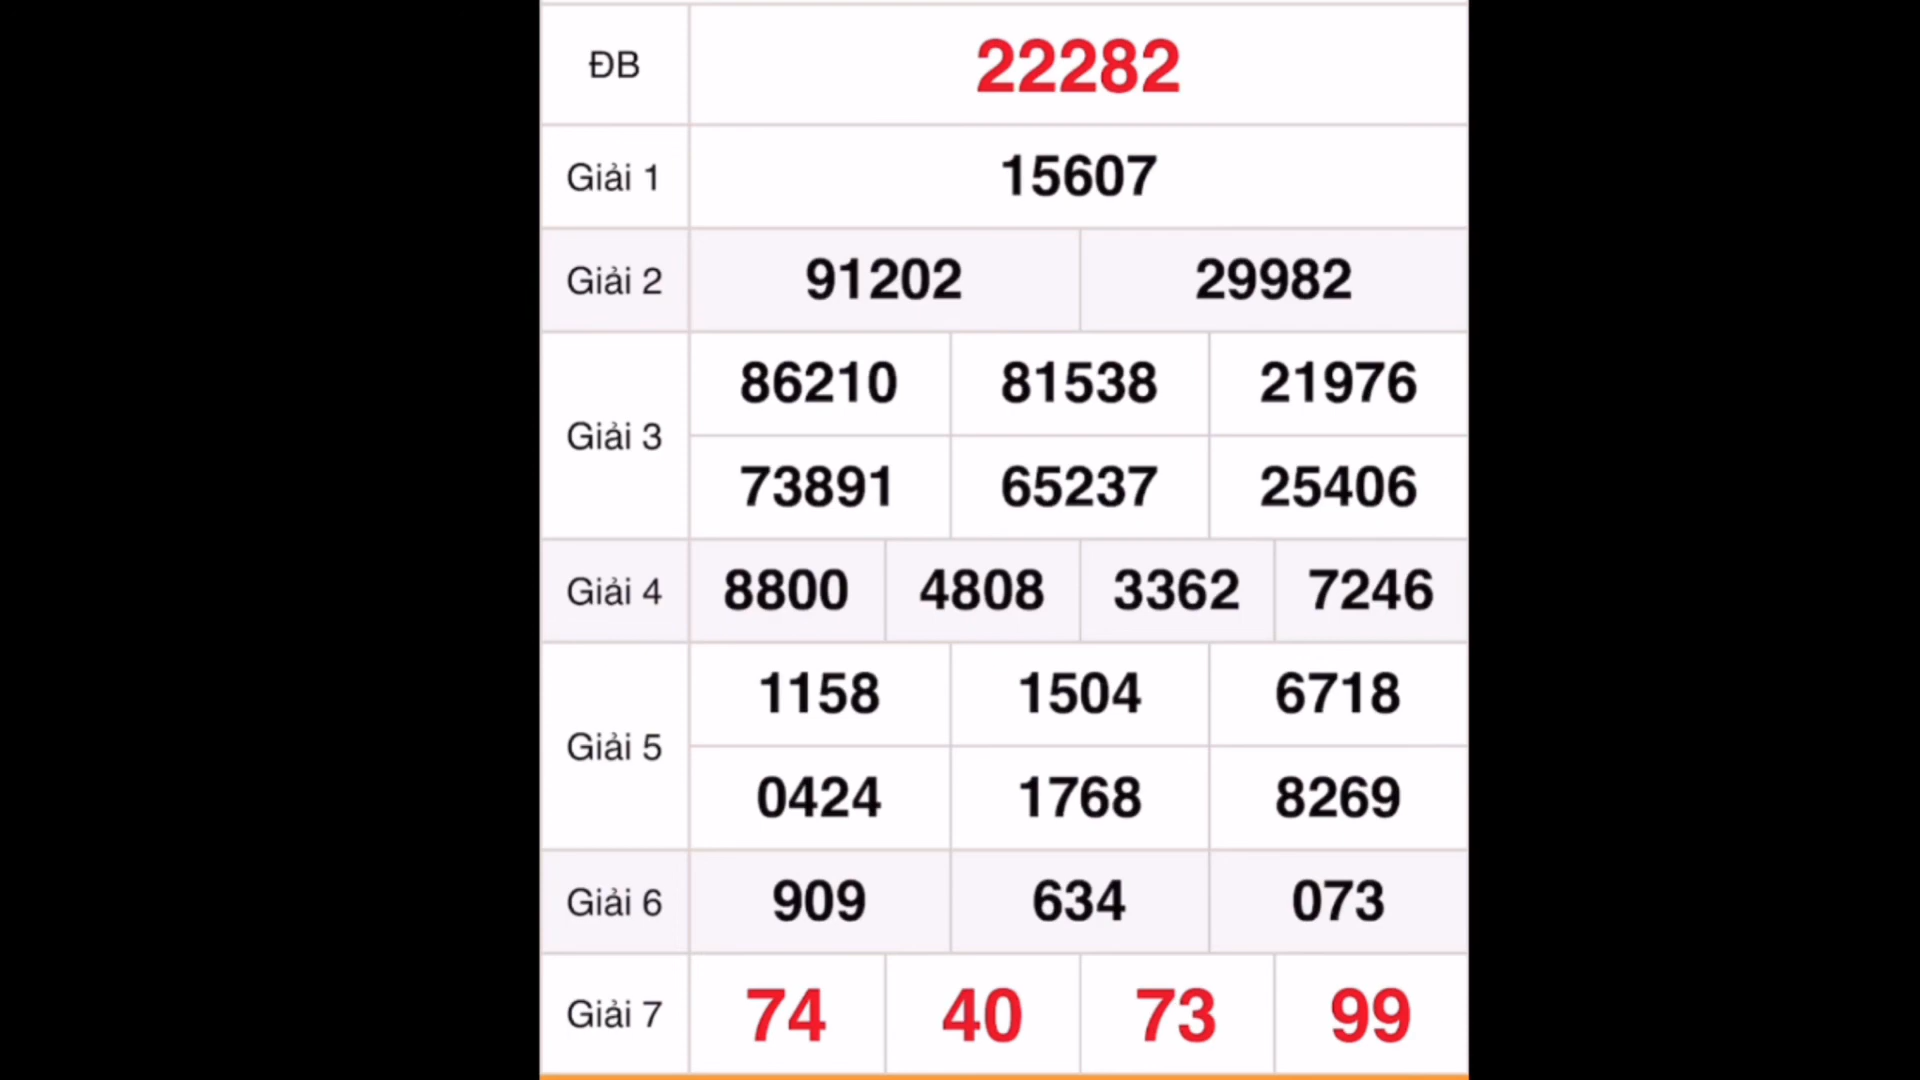 ĐB 22282
Giải 1 15607
Giải 2 91202 29982
Giải 3 86210 81538 21976
73891 65237 25406
Giải 4 8800 4808 3362 7246
Giải 5 1158 1504 6718
0424 1768 8269
Giải 6 909 634 073
Giải 7 74 40 73 99